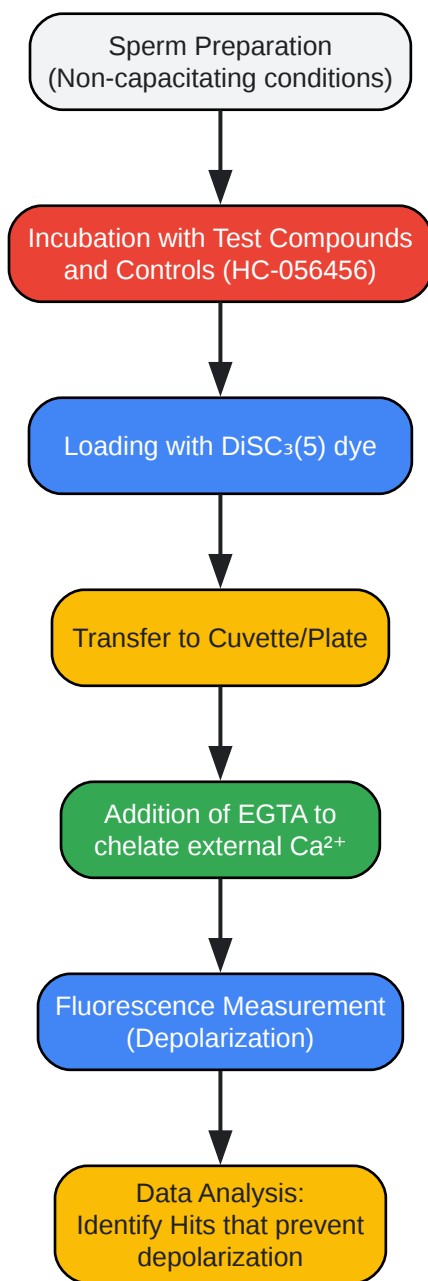 Sperm Preparation
(Non-capacitating conditions)
Incubation with Test Compounds
and Controls (HC-056456)
Loading with DiSC₃(5) dye
Transfer to Cuvette/Plate
Addition of EGTA to
chelate external Ca²⁺
Fluorescence Measurement
(Depolarization)
Data Analysis:
Identify Hits that prevent
depolarization